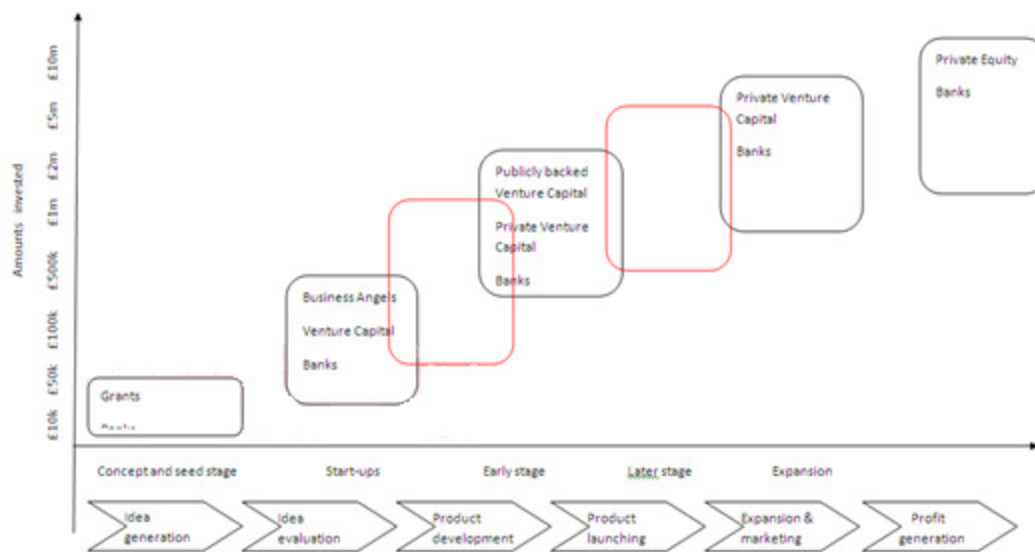 £10m
Private Equity
Banks
£5m
Private Venture
Capital
Banks
£2m
Publicly backed
Venture Capital
Private Venture
Capital
Banks
£1m
Amounts invested
£500k
Business Angels
Venture Capital
Banks
£100k
£50k
Grants
£10k
Concept and seed stage
Start-ups
Early stage
Later stage
Expansion
Idea
generation
Idea
evaluation
Product
development
Product
launching
Expansion &
marketing
Profit
generation